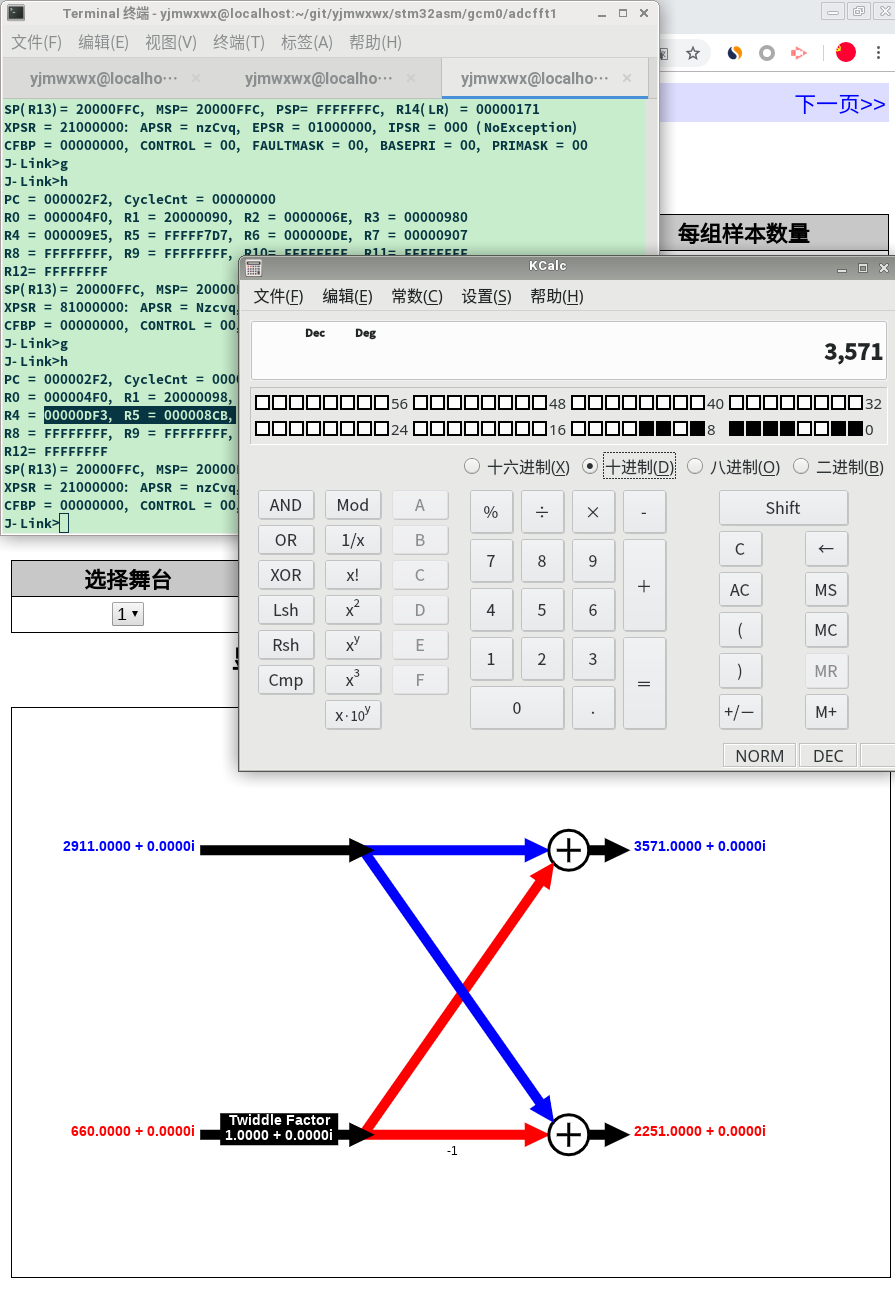 Terminal 终端 - yjmwxwx@localhost:~/git/yjmwxwx/stm32asm/gcm0/adcfft1
文件(F) 编辑(E) 视图(V) 终端(T) 标签(A) 帮助(H)
yjmwxwx@localho··· × yjmwxwx@localho··· × yjmwxwx@localho··· ×
SP(R13)= 20000FFC, MSP= 20000FFC, PSP= FFFFFFFC, R14(LR) = 00000171
XPSR = 21000000: APSR = nzCvq, EPSR = 01000000, IPSR = 000 (NoException)
CFBP = 00000000, CONTROL = 00, FAULTMASK = 00, BASEPRI = 00, PRIMASK = 00
J-Link>g
J-Link>h
PC = 000002F2, CycleCnt = 00000000
R0 = 000004F0, R1 = 20000090, R2 = 0000006E, R3 = 00000980
R4 = 000009E5, R5 = FFFFF7D7, R6 = 000000DE, R7 = 00000907
R8 = FFFFFFFF, R9 = FFFFFFFF, R10= FFFFFFFF, R11= FFFFFFFF
R12= FFFFFFFF
SP(R13)= 20000FFC, MSP= 2000
XPSR = 81000000: APSR = Nzcvq
CFBP = 00000000, CONTROL = 00,
J-Link>g
J-Link>h
PC = 000002F2, CycleCnt = 000
R0 = 000004F0, R1 = 20000098,
R4 = 00000DF3, R5 = 000008CB,
R8 = FFFFFFFF, R9 = FFFFFFFF,
R12= FFFFFFFF
SP(R13)= 20000FFC, MSP= 2000
XPSR = 21000000: APSR = nzCvq
CFBP = 00000000, CONTROL = 00,
J-Link>
下一页>>
每组样本数量
KCalc
文件(F) 编辑(E) 常数(C) 设置(S) 帮助(H)
Dec Deg
3,571
56 48 40 32
24 16 8 0
十六进制(X) 十进制(D) 八进制(O) 二进制(B)
AND Mod A % ÷ × - Shift
OR 1/x B 7 8 9 + C ←
XOR x! C AC MS
Lsh x² D 4 5 6 ( MC
Rsh xʸ E 1 2 3 = ) MR
Cmp x³ F 0 . +/− M+
x·10ʸ
NORM DEC
选择舞台
1
2911.0000 + 0.0000i
3571.0000 + 0.0000i
660.0000 + 0.0000i
Twiddle Factor
1.0000 + 0.0000i
2251.0000 + 0.0000i
-1